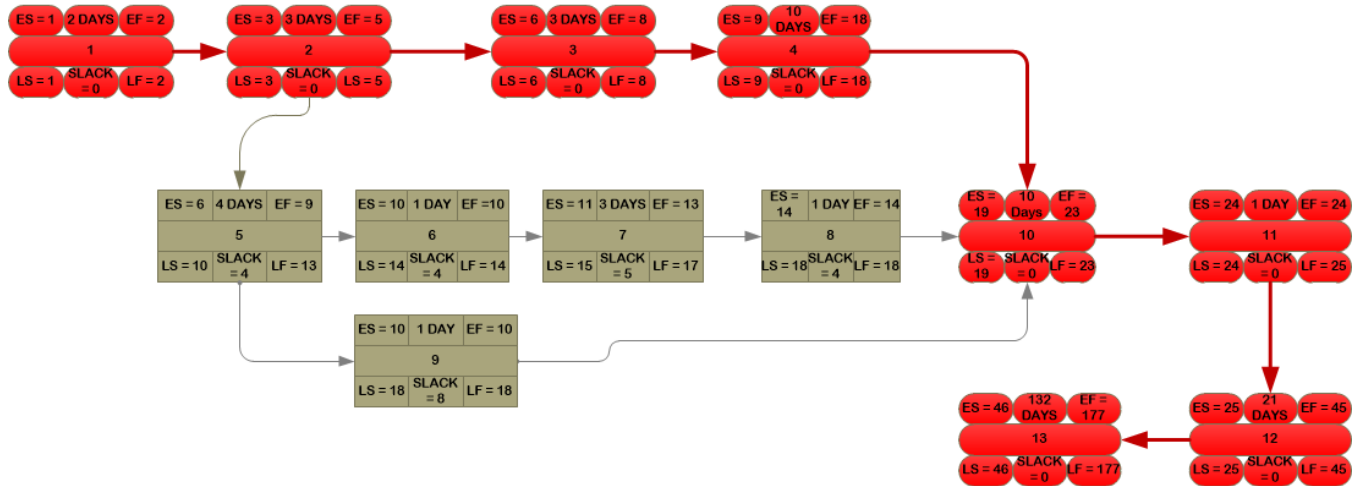 ES = 1 2 DAYS EF = 2
1
LS = 1 SLACK = 0 LF = 2
ES = 3 3 DAYS EF = 5
2
LS = 3 SLACK = 0 LS = 5
ES = 6 3 DAYS EF = 8
3
LS = 6 SLACK = 0 LF = 8
ES = 9 10 DAYS EF = 18
4
LS = 9 SLACK = 0 LF = 18
ES = 6 4 DAYS EF = 9
5
LS = 10 SLACK = 4 LF = 13
ES = 10 1 DAY EF =10
6
LS = 14 SLACK = 4 LF = 14
ES = 11 3 DAYS EF = 13
7
LS = 15 SLACK = 5 LF = 17
ES = 14 1 DAY EF = 14
8
LS = 18 SLACK = 4 LF = 18
ES = 19 10 Days EF = 23
10
LS = 19 SLACK = 0 LF = 23
ES = 24 1 DAY EF = 24
11
LS = 24 SLACK = 0 LF = 25
ES = 10 1 DAY EF = 10
9
LS = 18 SLACK = 8 LF = 18
ES = 46 132 DAYS EF = 177
13
LS = 46 SLACK = 0 LF = 177
ES = 25 21 DAYS EF = 45
12
LS = 25 SLACK = 0 LF = 45